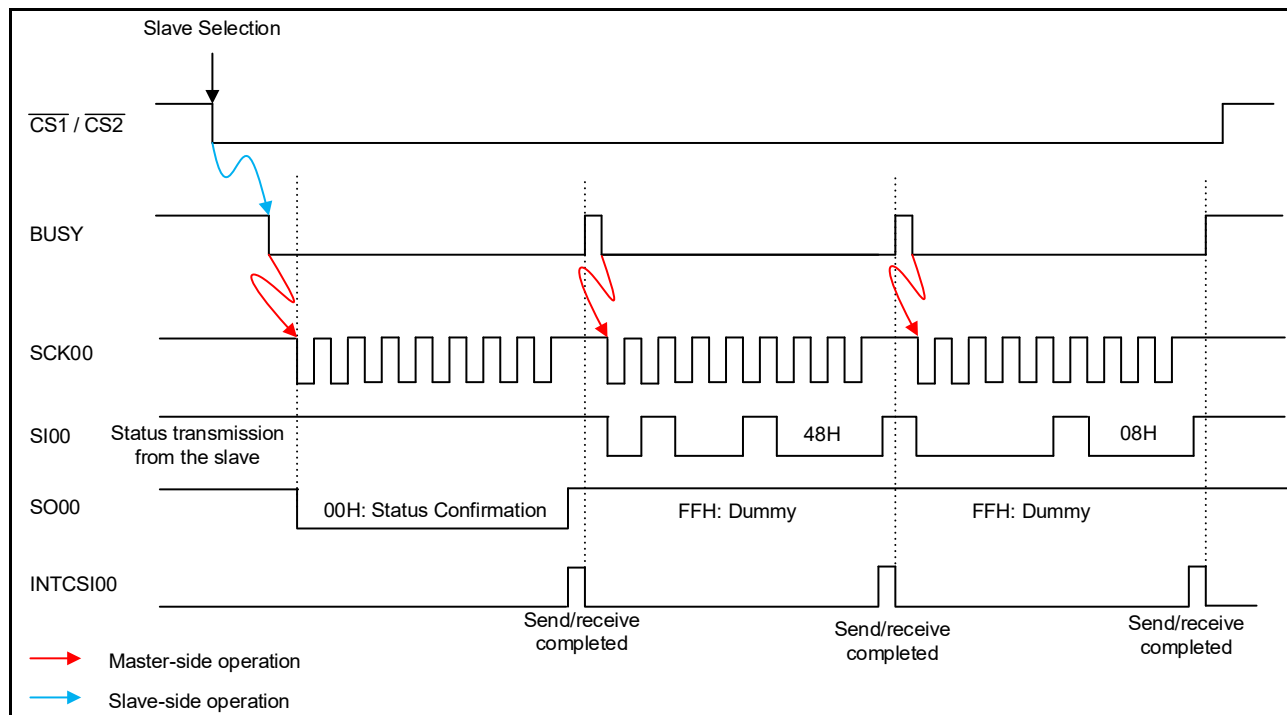 Slave Selection
CS1 / CS2
BUSY
SCK00
SI00
Status transmission
from the slave
48H
08H
SO00
00H: Status Confirmation
FFH: Dummy
FFH: Dummy
INTCSI00
Send/receive
completed
Send/receive
completed
Send/receive
completed
Master-side operation
Slave-side operation